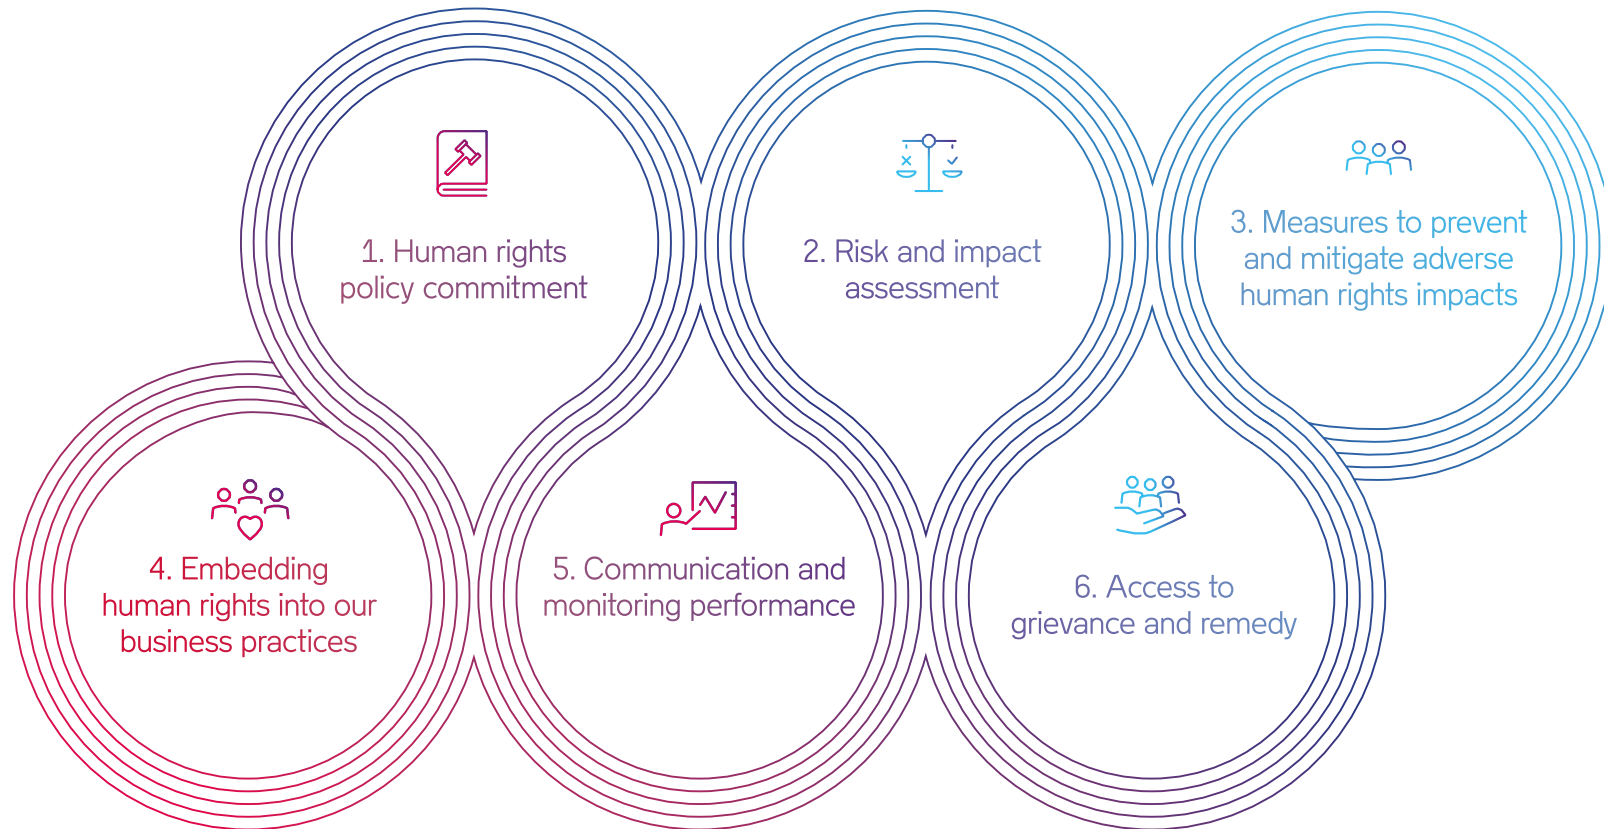 1. Human rights
policy commitment
2. Risk and impact
assessment
3. Measures to prevent
and mitigate adverse
human rights impacts
4. Embedding
human rights into our
business practices
5. Communication and
monitoring performance
6. Access to
grievance and remedy